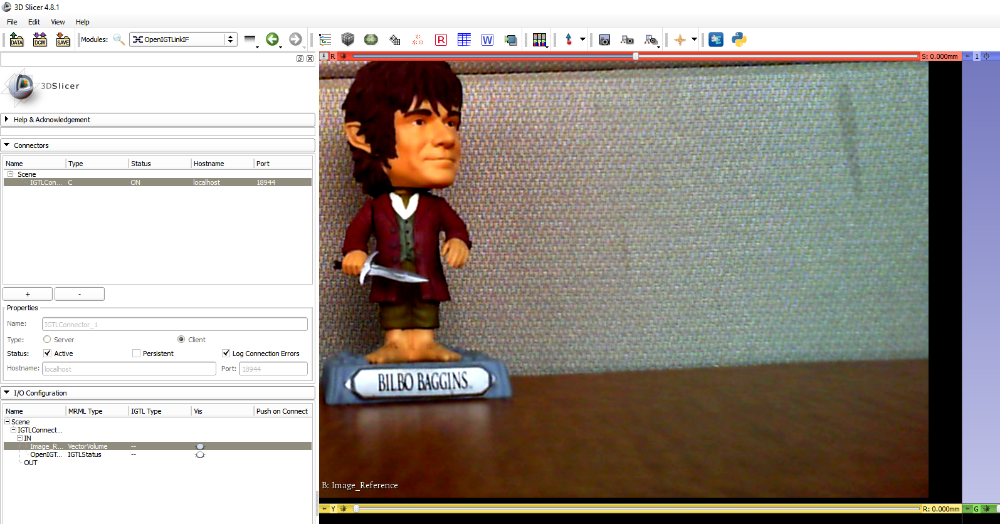 3D Slicer 4.8.1
File Edit View Help
DATA DCM SAVE Modules: OpenIGTLinkIF R W
R S: 0.000mm 1
3DSlicer
Help & Acknowledgement
Connectors
Name Type Status Hostname Port
Scene
IGTLCon... C ON localhost 18944
+ -
Properties
Name: IGTLConnector_1
Type: Server Client
Status: Active Persistent Log Connection Errors
Hostname: localhost Port: 18944
I/O Configuration
Name MRML Type IGTL Type Vis Push on Connect
Scene
IGTLConnect...
IN
Image_R... VectorVolume --
OpenIGT... IGTLStatus --
OUT
BILBO BAGGINS
B: Image_Reference
Y R: 0.000mm G